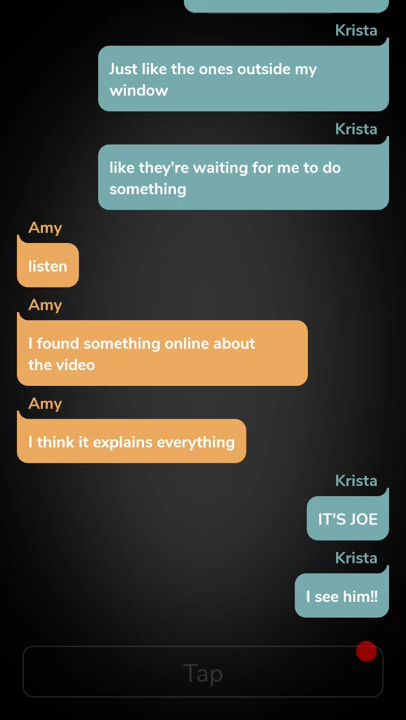 Krista
Just like the ones outside my
window
Krista
like they're waiting for me to do
something
Amy
listen
Amy
I found something online about
the video
Amy
I think it explains everything
Krista
IT'S JOE
Krista
I see him!!
Tap